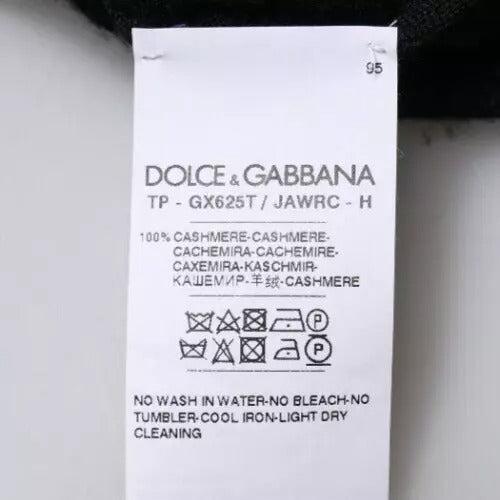 95
DOLCE & GABBANA
TP - GX625T / JAWRC - H
100% CASHMERE-CASHMERE-
CACHEMIRA-CACHEMIRE-
CAXEMIRA-KASCHMIR-
КАШЕМИР-羊绒-CASHMERE
P
P
NO WASH IN WATER-NO BLEACH-NO
TUMBLER-COOL IRON-LIGHT DRY
CLEANING